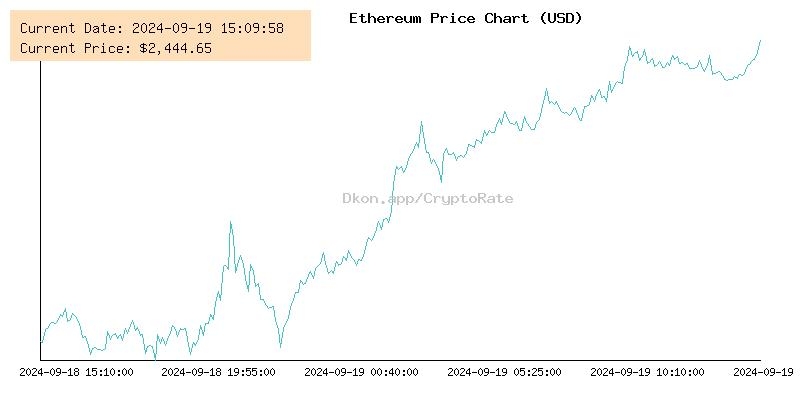 Ethereum Price Chart (USD)
Current Date: 2024-09-19 15:09:58
Current Price: $2,444.65
Dkon.app/CryptoRate
2024-09-18 15:10:00
2024-09-18 19:55:00
2024-09-19 00:40:00
2024-09-19 05:25:00
2024-09-19 10:10:00
2024-09-19